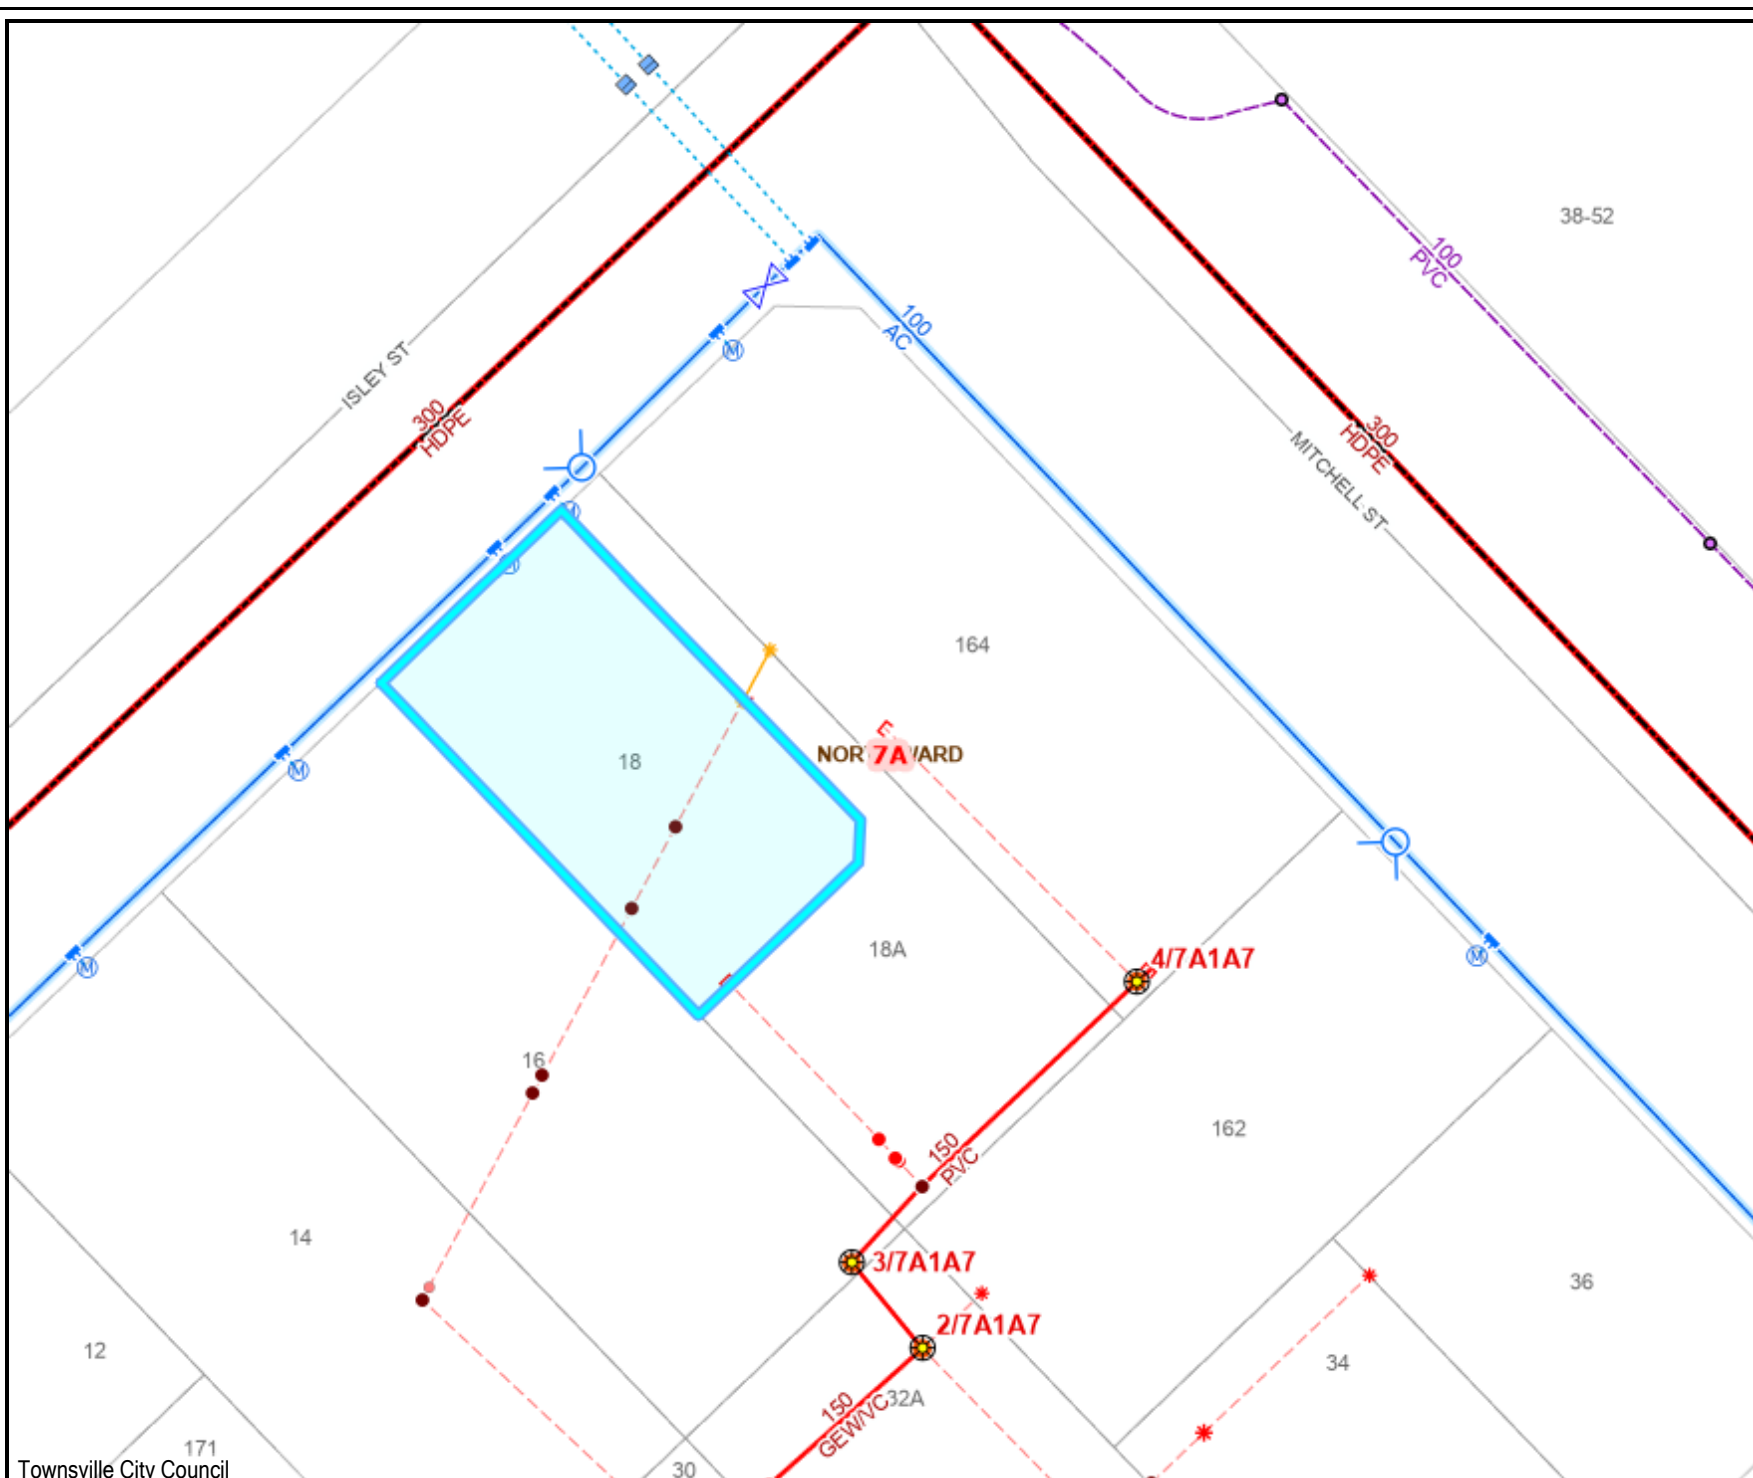 38-52
100
PVC
100
AC
ISLEY ST
300
HDPE
300
HDPE
MITCHELL ST
M
M
M
164
18
7A
E
M
18A
4/7A1A7
M
M
16
150
PVC
162
14
3/7A1A7
36
2/7A1A7
12
34
150
GEW/VC
32A
171
30
Townsville City Council